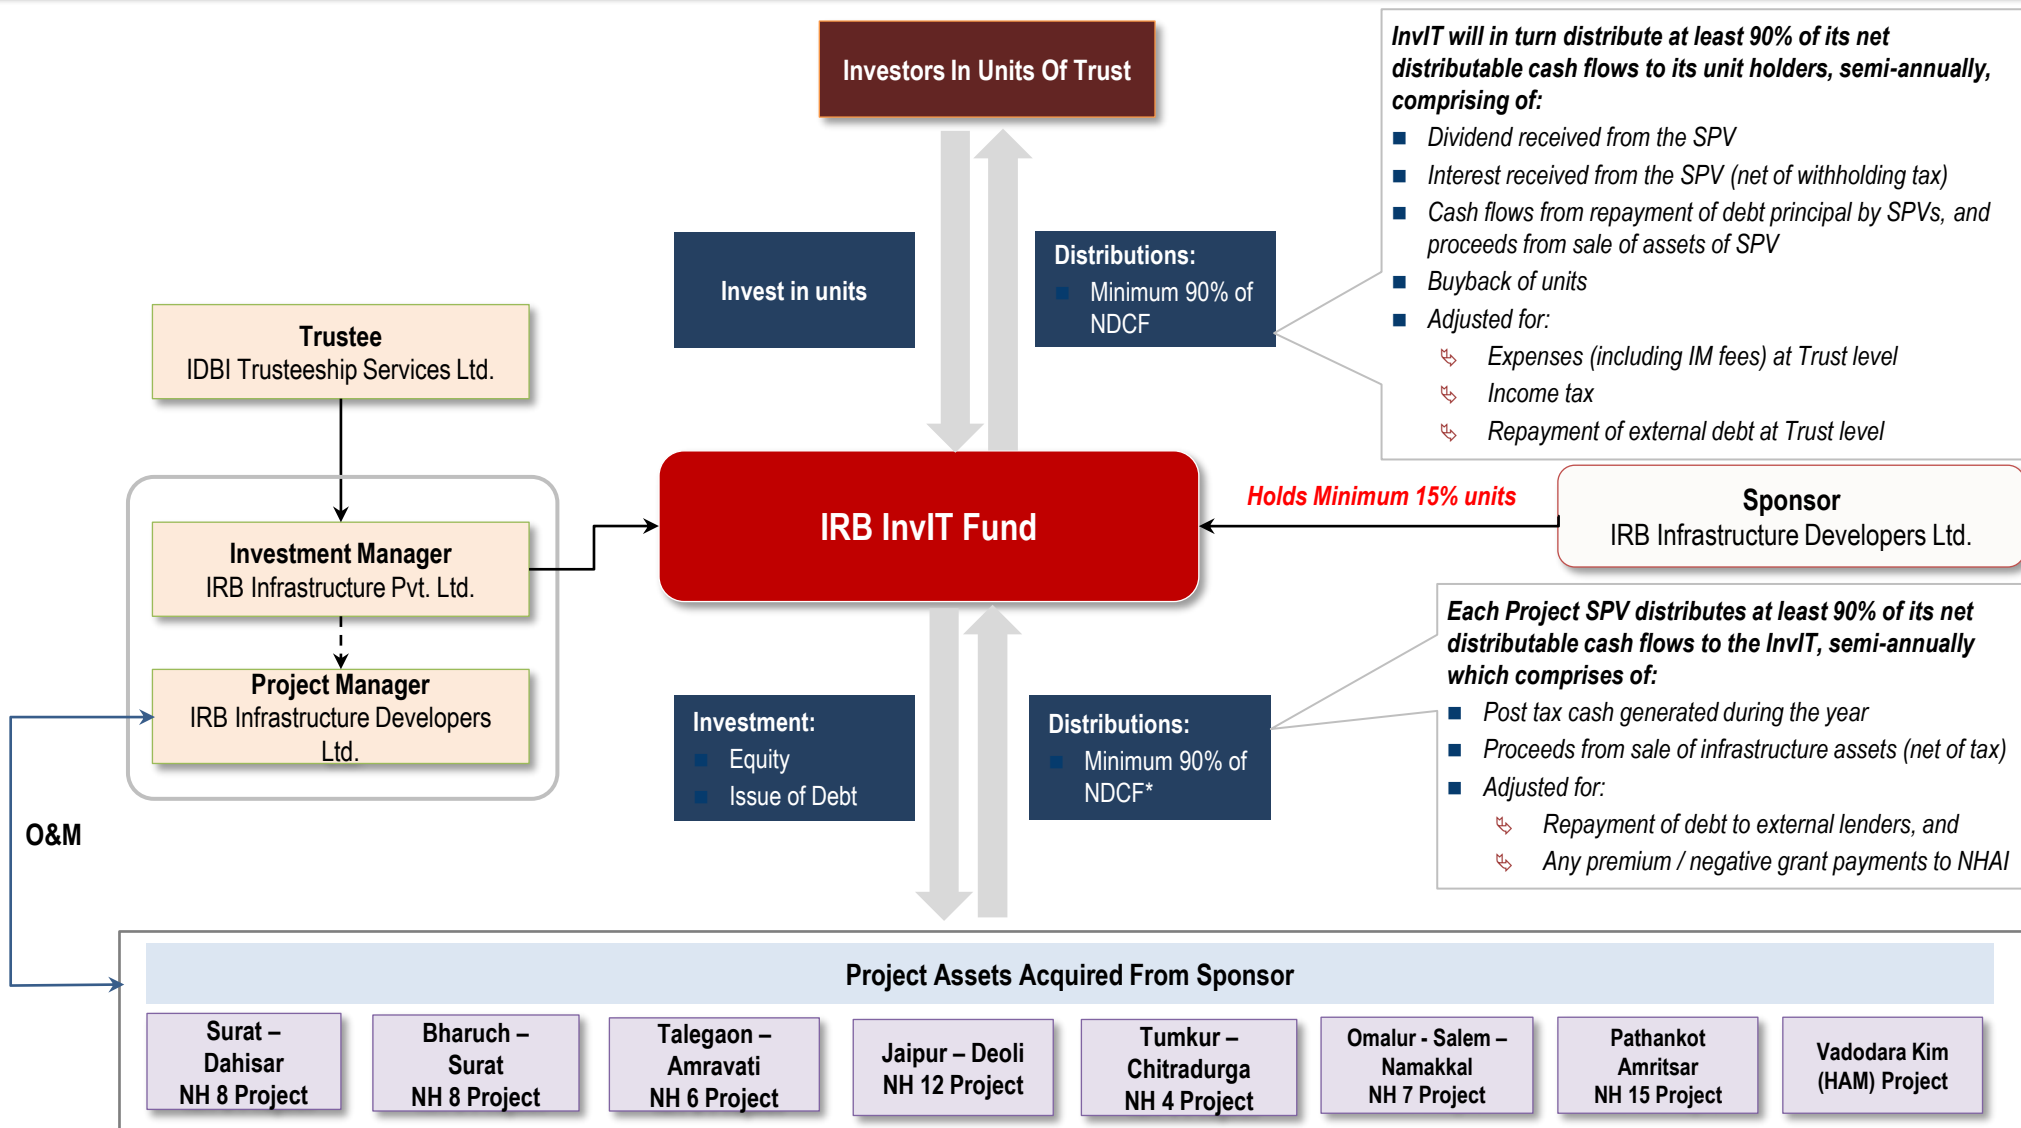 Investors In Units Of Trust
InvIT will in turn distribute at least 90% of its net
distributable cash flows to its unit holders, semi-annually,
comprising of:
Dividend received from the SPV
Interest received from the SPV (net of withholding tax)
Cash flows from repayment of debt principal by SPVs, and
proceeds from sale of assets of SPV
Buyback of units
Adjusted for:
Expenses (including IM fees) at Trust level
Income tax
Repayment of external debt at Trust level
Invest in units
Distributions:
Minimum 90% of
NDCF
Trustee
IDBI Trusteeship Services Ltd.
Investment Manager
IRB Infrastructure Pvt. Ltd.
Project Manager
IRB Infrastructure Developers
Ltd.
O&M
IRB InvIT Fund
Holds Minimum 15% units
Sponsor
IRB Infrastructure Developers Ltd.
Each Project SPV distributes at least 90% of its net
distributable cash flows to the InvIT, semi-annually
which comprises of:
Post tax cash generated during the year
Proceeds from sale of infrastructure assets (net of tax)
Adjusted for:
Repayment of debt to external lenders, and
Any premium / negative grant payments to NHAI
Investment:
Equity
Issue of Debt
Distributions:
Minimum 90% of
NDCF*
Project Assets Acquired From Sponsor
Surat –
Dahisar
NH 8 Project
Bharuch –
Surat
NH 8 Project
Talegaon –
Amravati
NH 6 Project
Jaipur – Deoli
NH 12 Project
Tumkur –
Chitradurga
NH 4 Project
Omalur - Salem –
Namakkal
NH 7 Project
Pathankot
Amritsar
NH 15 Project
Vadodara Kim
(HAM) Project